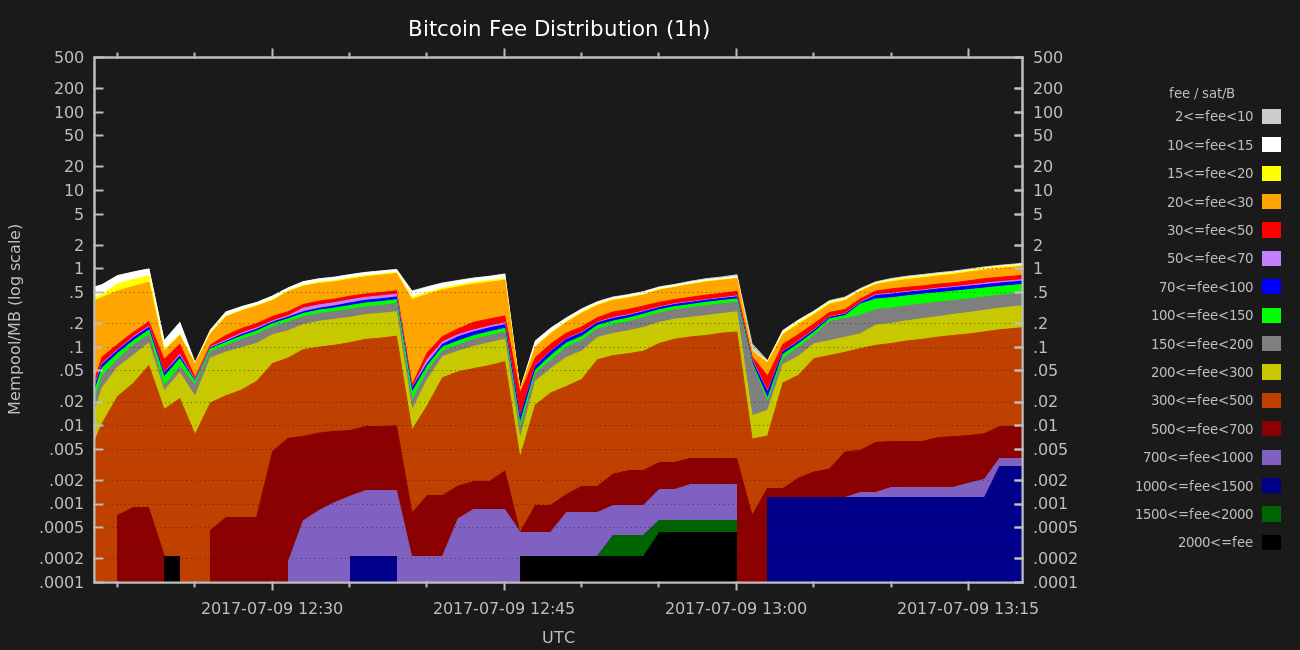 Bitcoin Fee Distribution (1h)
500 500
200 200
100 100
50 50
20 20
10 10
5 5
2 2
1 1
.5 .5
.2 .2
.1 .1
.05 .05
.02 .02
.01 .01
.005 .005
.002 .002
.001 .001
.0005 .0005
.0002 .0002
.0001 .0001
Mempool/MB (log scale)
2017-07-09 12:30 2017-07-09 12:45 2017-07-09 13:00 2017-07-09 13:15
UTC
fee / sat/B
2<=fee<10
10<=fee<15
15<=fee<20
20<=fee<30
30<=fee<50
50<=fee<70
70<=fee<100
100<=fee<150
150<=fee<200
200<=fee<300
300<=fee<500
500<=fee<700
700<=fee<1000
1000<=fee<1500
1500<=fee<2000
2000<=fee